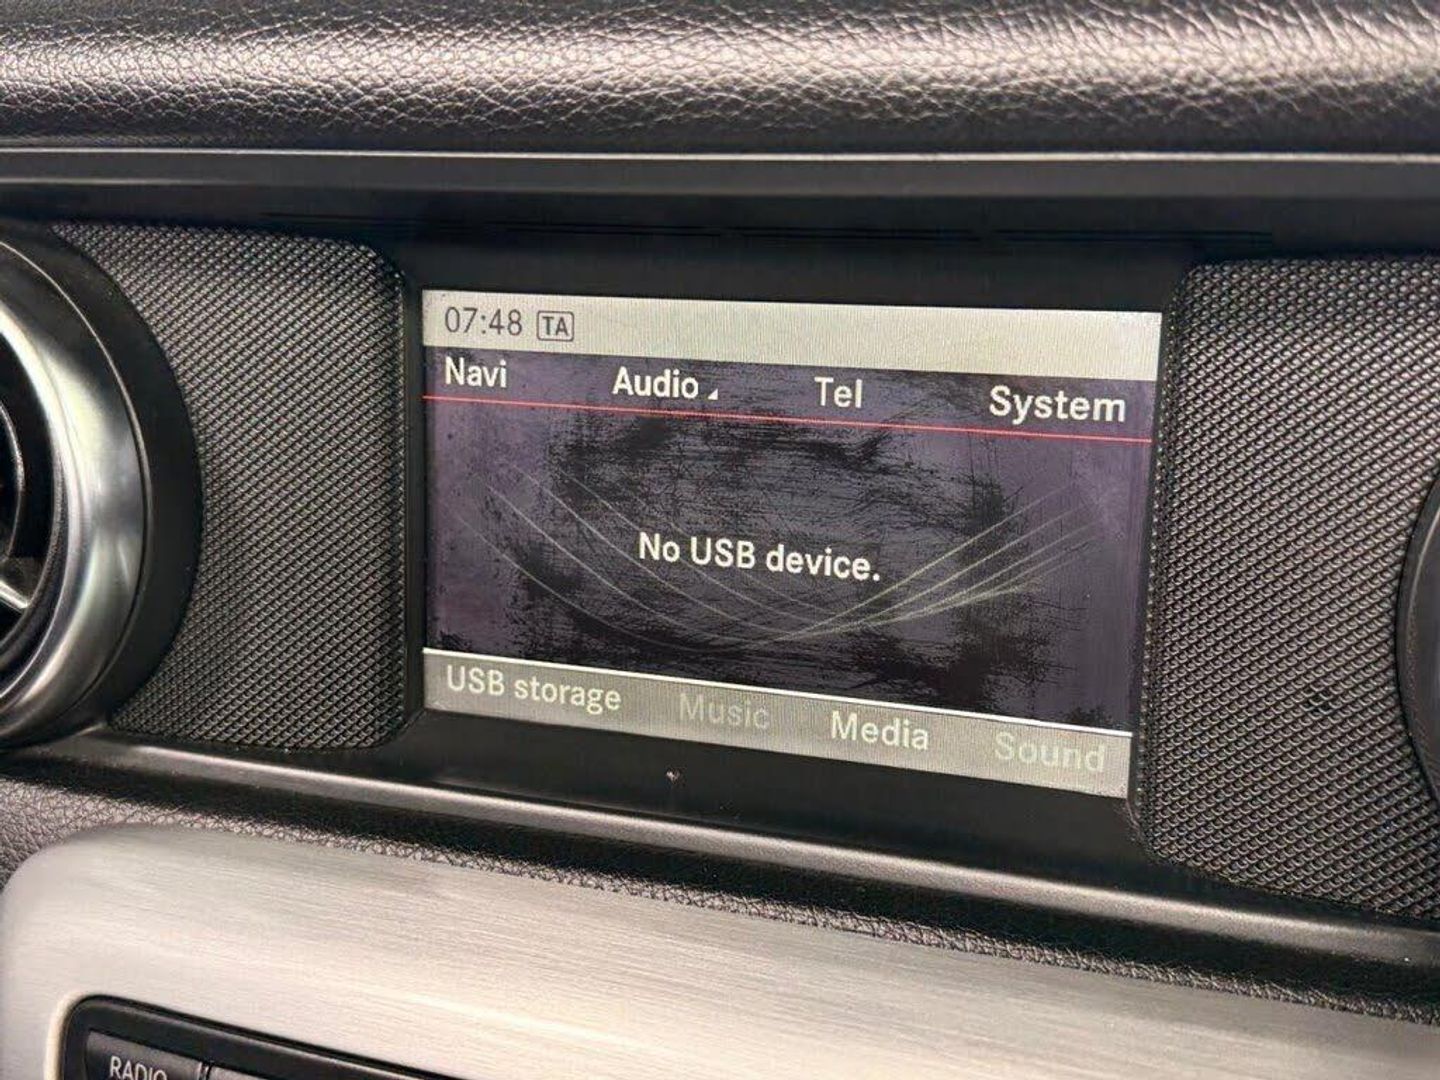 07:48 TA
Navi Audio Tel System
No USB device.
USB storage Music Media Sound
RADIO